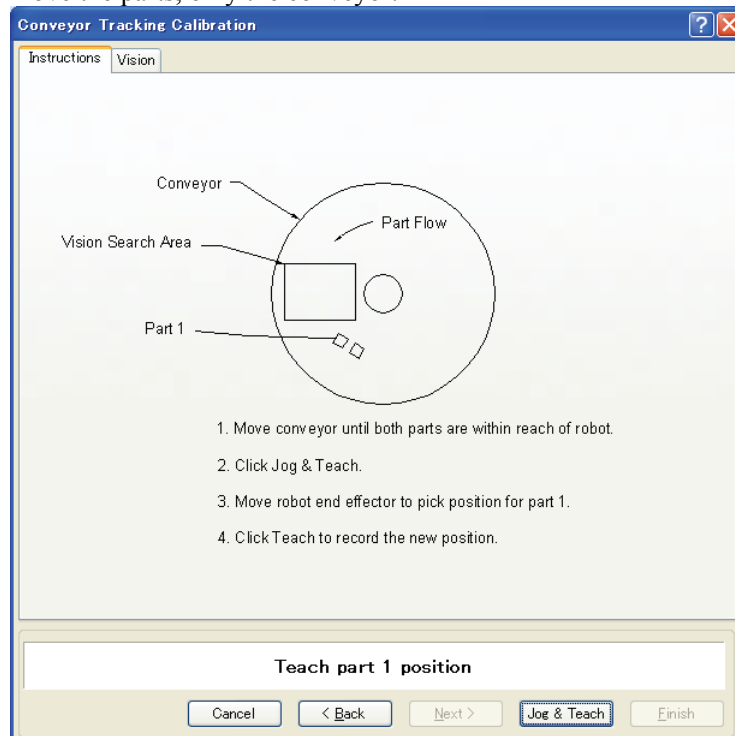 Conveyor Tracking Calibration
Instructions Vision
Conveyor
Part Flow
Vision Search Area
Part 1
1. Move conveyor until both parts are within reach of robot.
2. Click Jog & Teach.
3. Move robot end effector to pick position for part 1.
4. Click Teach to record the new position.
Teach part 1 position
Cancel < Back Next > Jog & Teach Finish